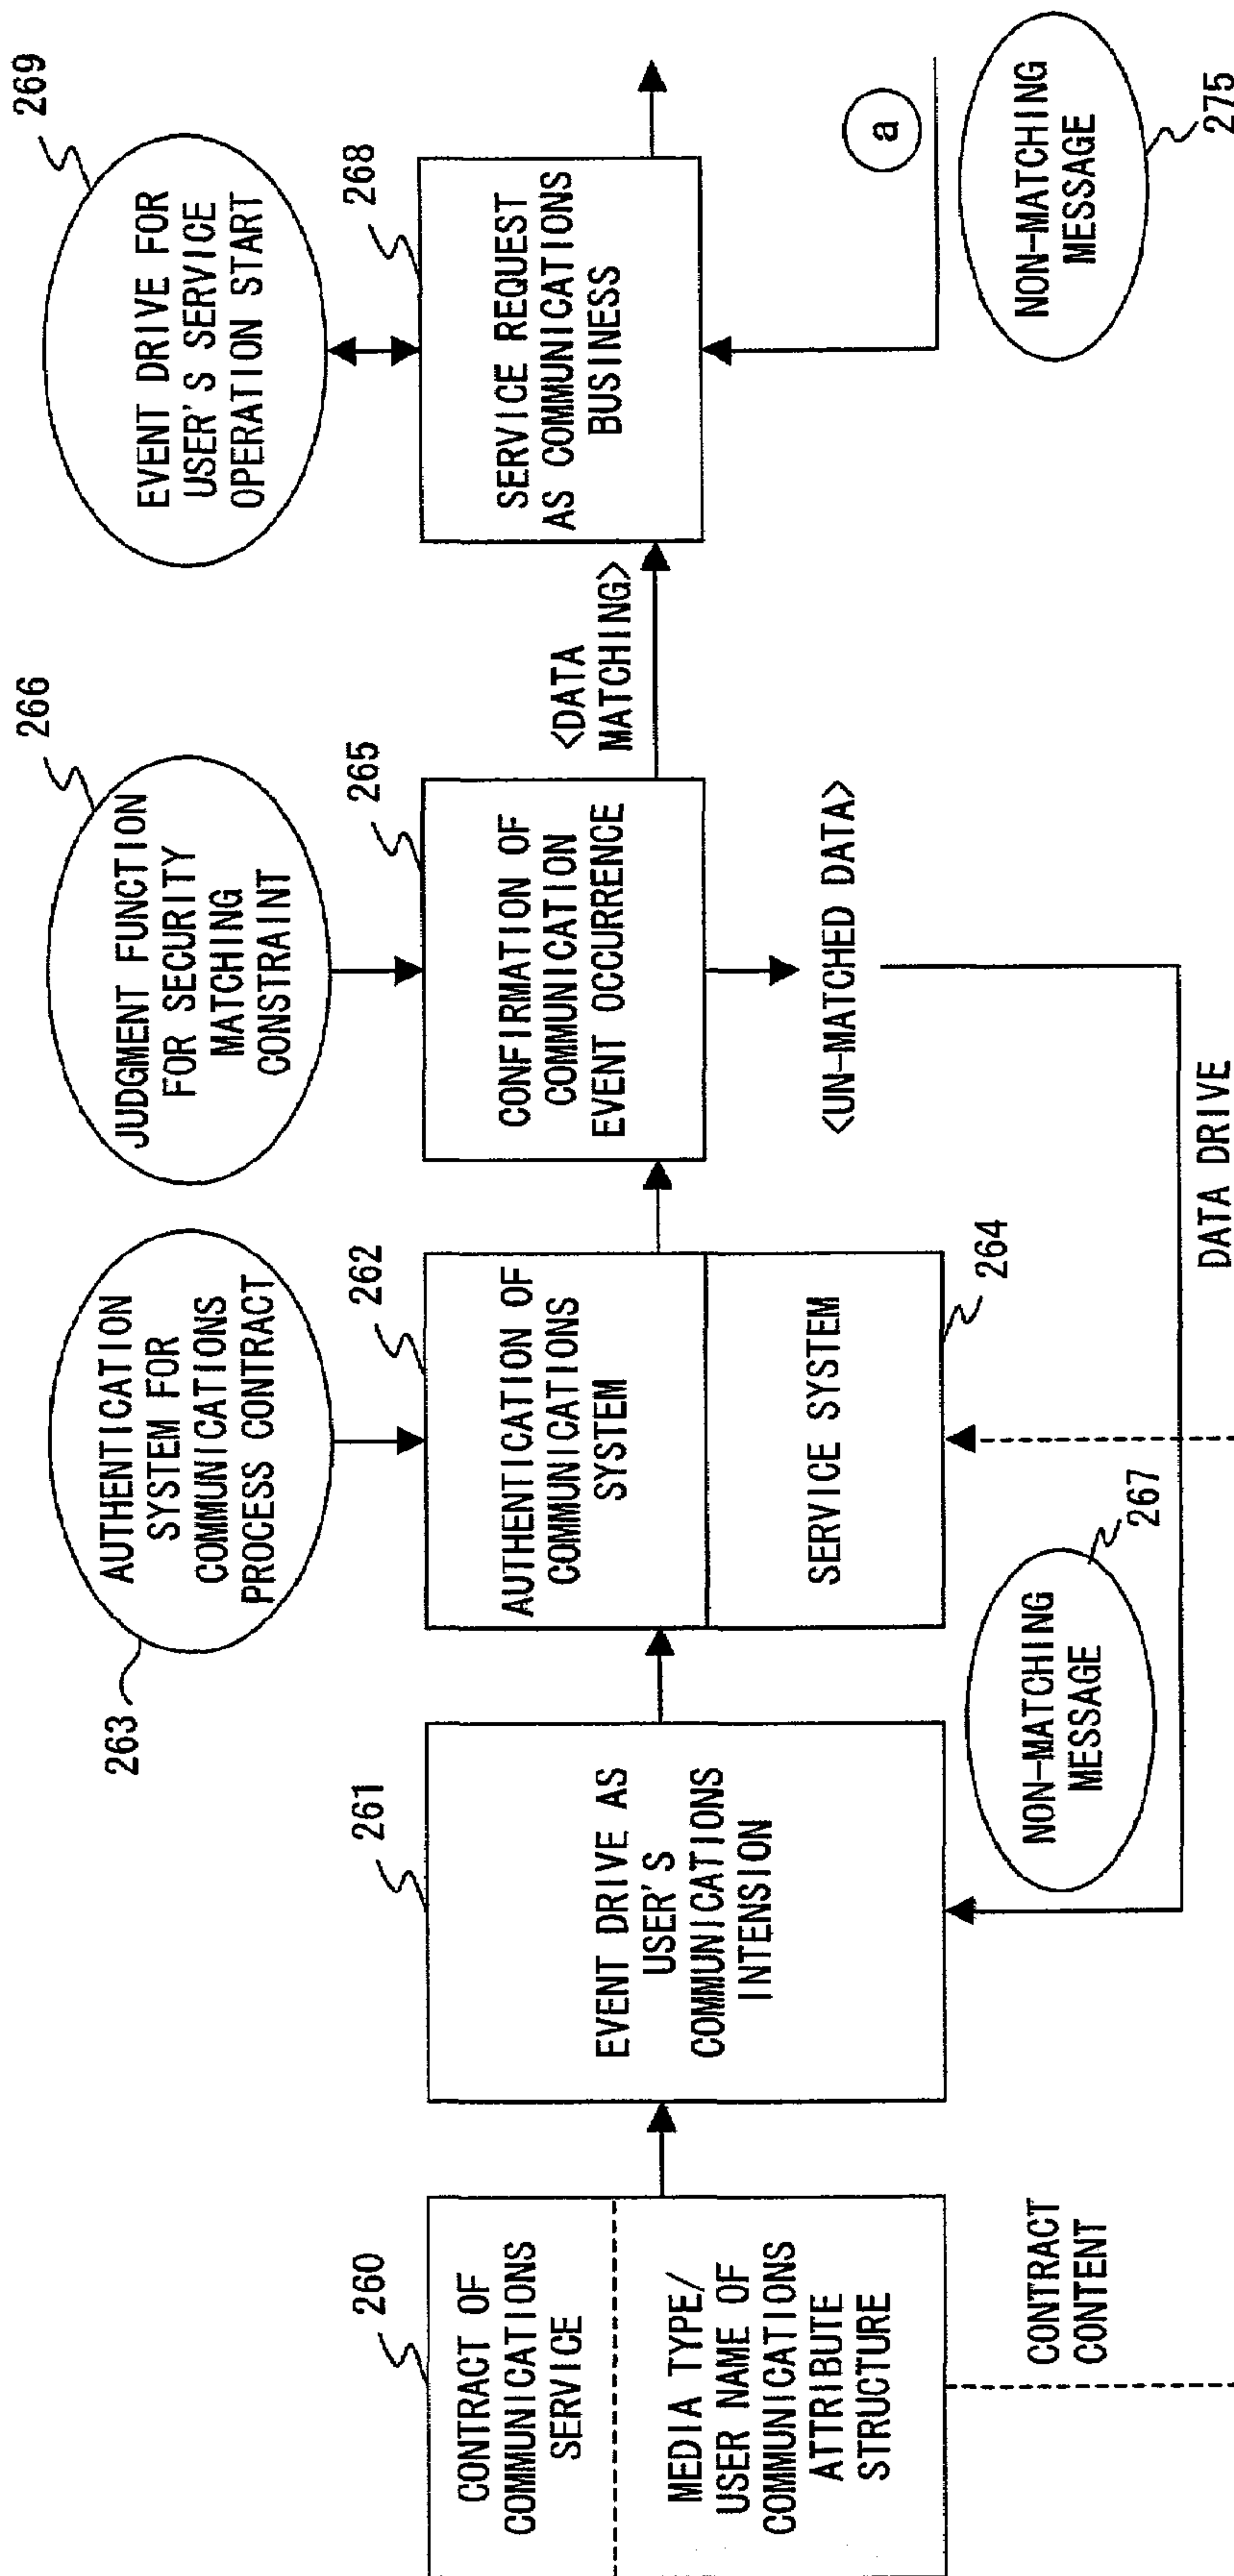 260
CONTRACT OF
COMMUNICATIONS
SERVICE
MEDIA TYPE/
USER NAME OF
COMMUNICATIONS
ATTRIBUTE
STRUCTURE
CONTRACT
CONTENT
261
EVENT DRIVE AS
USER'S
COMMUNICATIONS
INTENSION
263
AUTHENTICATION
SYSTEM FOR
COMMUNICATIONS
PROCESS CONTRACT
262
AUTHENTICATION OF
COMMUNICATIONS
SYSTEM
SERVICE SYSTEM
264
NON-MATCHING
MESSAGE
267
266
JUDGMENT FUNCTION
FOR SECURITY
MATCHING
CONSTRAINT
265
CONFIRMATION OF
COMMUNICATION
EVENT OCCURRENCE
<DATA
MATCHING>
<UN-MATCHED DATA>
DATA DRIVE
269
EVENT DRIVE FOR
USER'S SERVICE
OPERATION START
268
SERVICE REQUEST
AS COMMUNICATIONS
BUSINESS
a
NON-MATCHING
MESSAGE
275